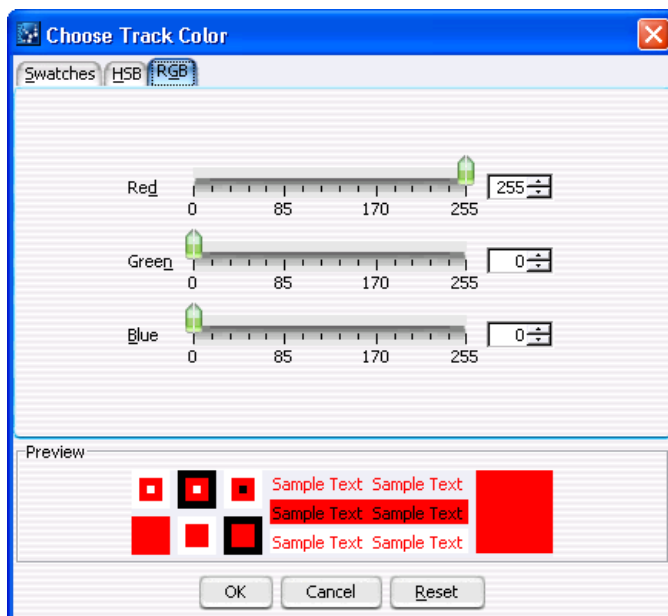 Choose Track Color
Swatches HSB RGB
Red 255
0 85 170 255
Green 0
0 85 170 255
Blue 0
0 85 170 255
Preview
Sample Text Sample Text
Sample Text Sample Text
Sample Text Sample Text
OK Cancel Reset